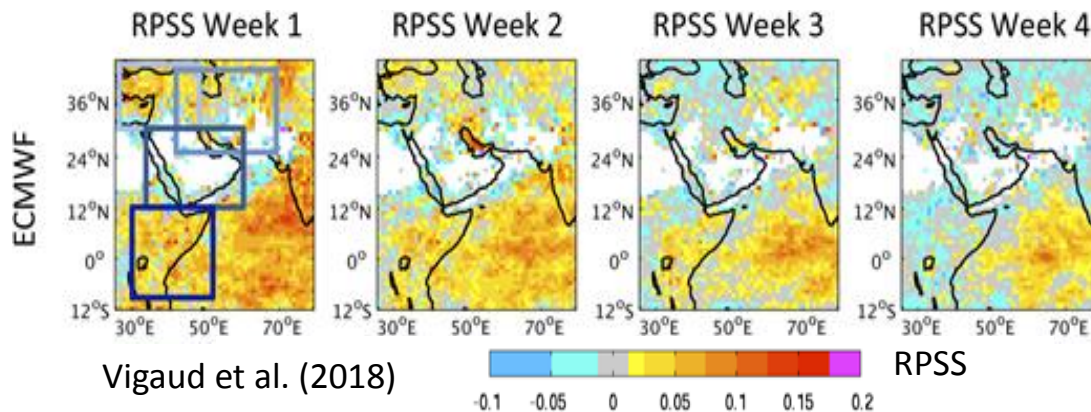 RPSS Week 1 RPSS Week 2 RPSS Week 3 RPSS Week 4
ECMWF
36°N 36°N 36°N 36°N
24°N 24°N 24°N 24°N
12°N 12°N 12°N 12°N
0° 0° 0° 0°
12°S 12°S 12°S 12°S
30°E 50°E 70°E 30°E 50°E 70°E 30°E 50°E 70°E 30°E 50°E 70°E
Vigaud et al. (2018) RPSS
-0.1 -0.05 0 0.05 0.1 0.15 0.2